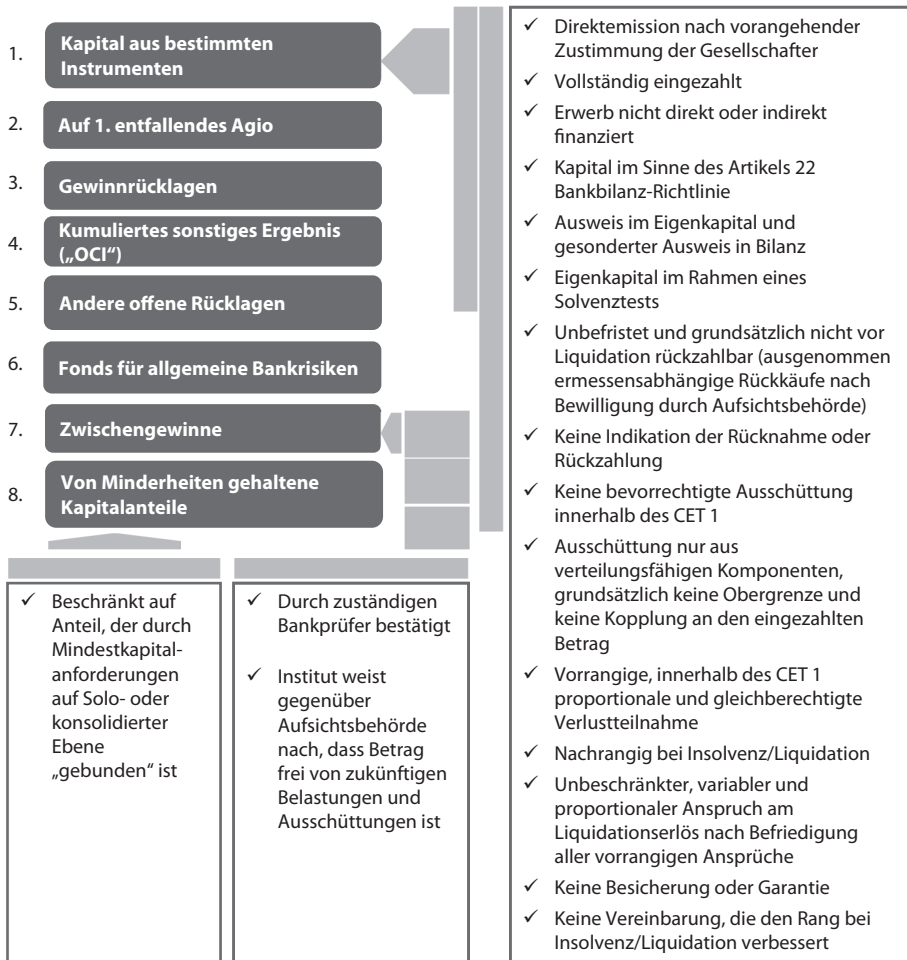 1.
Kapital aus bestimmten
Instrumenten
2.
Auf 1. entfallendes Agio
3.
Gewinnrücklagen
4.
Kumuliertes sonstiges Ergebnis
(„OCI“)
5.
Andere offene Rücklagen
6.
Fonds für allgemeine Bankrisiken
7.
Zwischengewinne
8.
Von Minderheiten gehaltene
Kapitalanteile
✓ Beschränkt auf
Anteil, der durch
Mindestkapital-
anforderungen
auf Solo- oder
konsolidierter
Ebene
„gebunden“ ist
✓ Durch zuständigen
Bankprüfer bestätigt
✓ Institut weist
gegenüber
Aufsichtsbehörde
nach, dass Betrag
frei von zukünftigen
Belastungen und
Ausschüttungen ist
✓ Direktemission nach vorangehender
Zustimmung der Gesellschafter
✓ Vollständig eingezahlt
✓ Erwerb nicht direkt oder indirekt
finanziert
✓ Kapital im Sinne des Artikels 22
Bankbilanz-Richtlinie
✓ Ausweis im Eigenkapital und
gesonderter Ausweis in Bilanz
✓ Eigenkapital im Rahmen eines
Solvenztests
✓ Unbefristet und grundsätzlich nicht vor
Liquidation rückzahlbar (ausgenommen
ermessensabhängige Rückkäufe nach
Bewilligung durch Aufsichtsbehörde)
✓ Keine Indikation der Rücknahme oder
Rückzahlung
✓ Keine bevorrechtigte Ausschüttung
innerhalb des CET 1
✓ Ausschüttung nur aus
verteilungsfähigen Komponenten,
grundsätzlich keine Obergrenze und
keine Kopplung an den eingezahlten
Betrag
✓ Vorrangige, innerhalb des CET 1
proportionale und gleichberechtigte
Verlustteilnahme
✓ Nachrangig bei Insolvenz/Liquidation
✓ Unbeschränkter, variabler und
proportionaler Anspruch am
Liquidationserlös nach Befriedigung
aller vorrangigen Ansprüche
✓ Keine Besicherung oder Garantie
✓ Keine Vereinbarung, die den Rang bei
Insolvenz/Liquidation verbessert